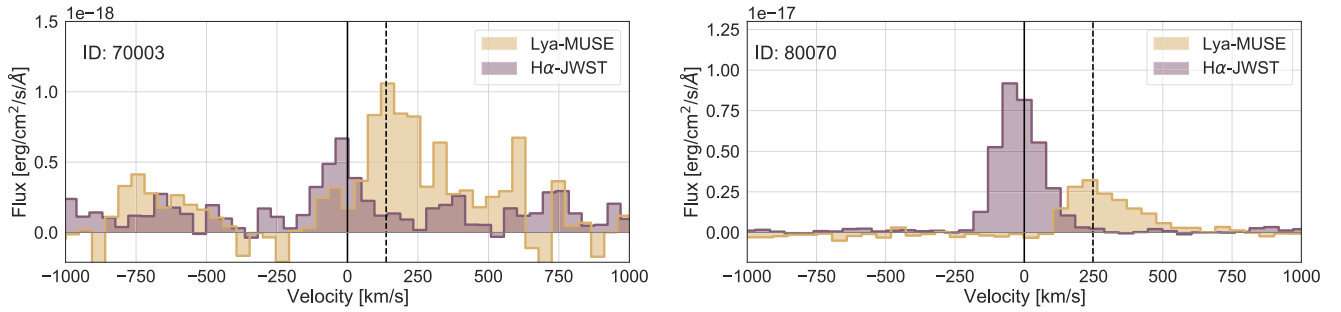 1e−18
ID: 70003
Lya-MUSE
Hα-JWST
Flux [erg/cm²/s/Å]
1.5
1.0
0.5
0.0
−1000 −750 −500 −250 0 250 500 750 1000
Velocity [km/s]
1e−17
ID: 80070
Lya-MUSE
Hα-JWST
Flux [erg/cm²/s/Å]
1.25
1.00
0.75
0.50
0.25
0.00
−1000 −750 −500 −250 0 250 500 750 1000
Velocity [km/s]